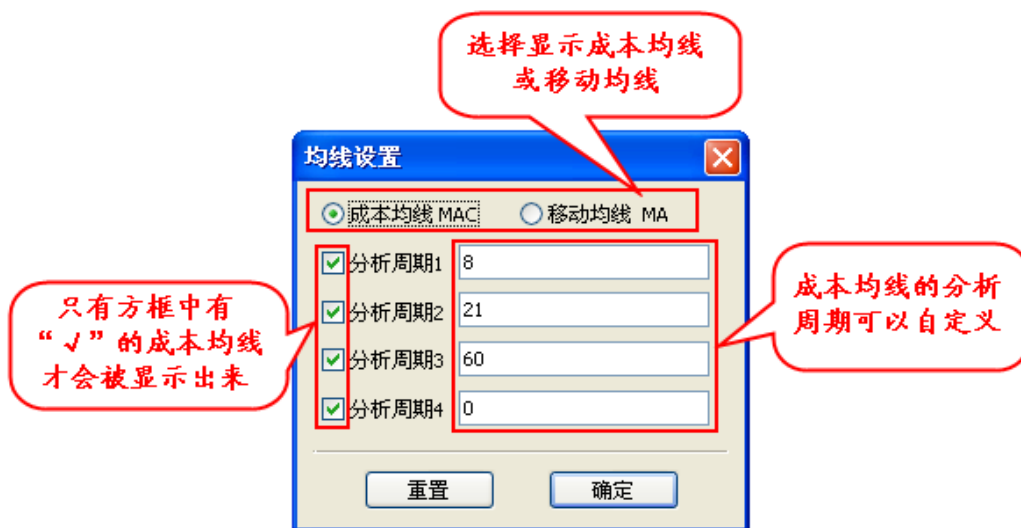 选择显示成本均线
或移动均线
均线设置
成本均线 MAC 移动均线 MA
分析周期1 8
分析周期2 21
分析周期3 60
分析周期4 0
只有方框中有
“√”的成本均线
才会被显示出来
成本均线的分析
周期可以自定义
重置 确定